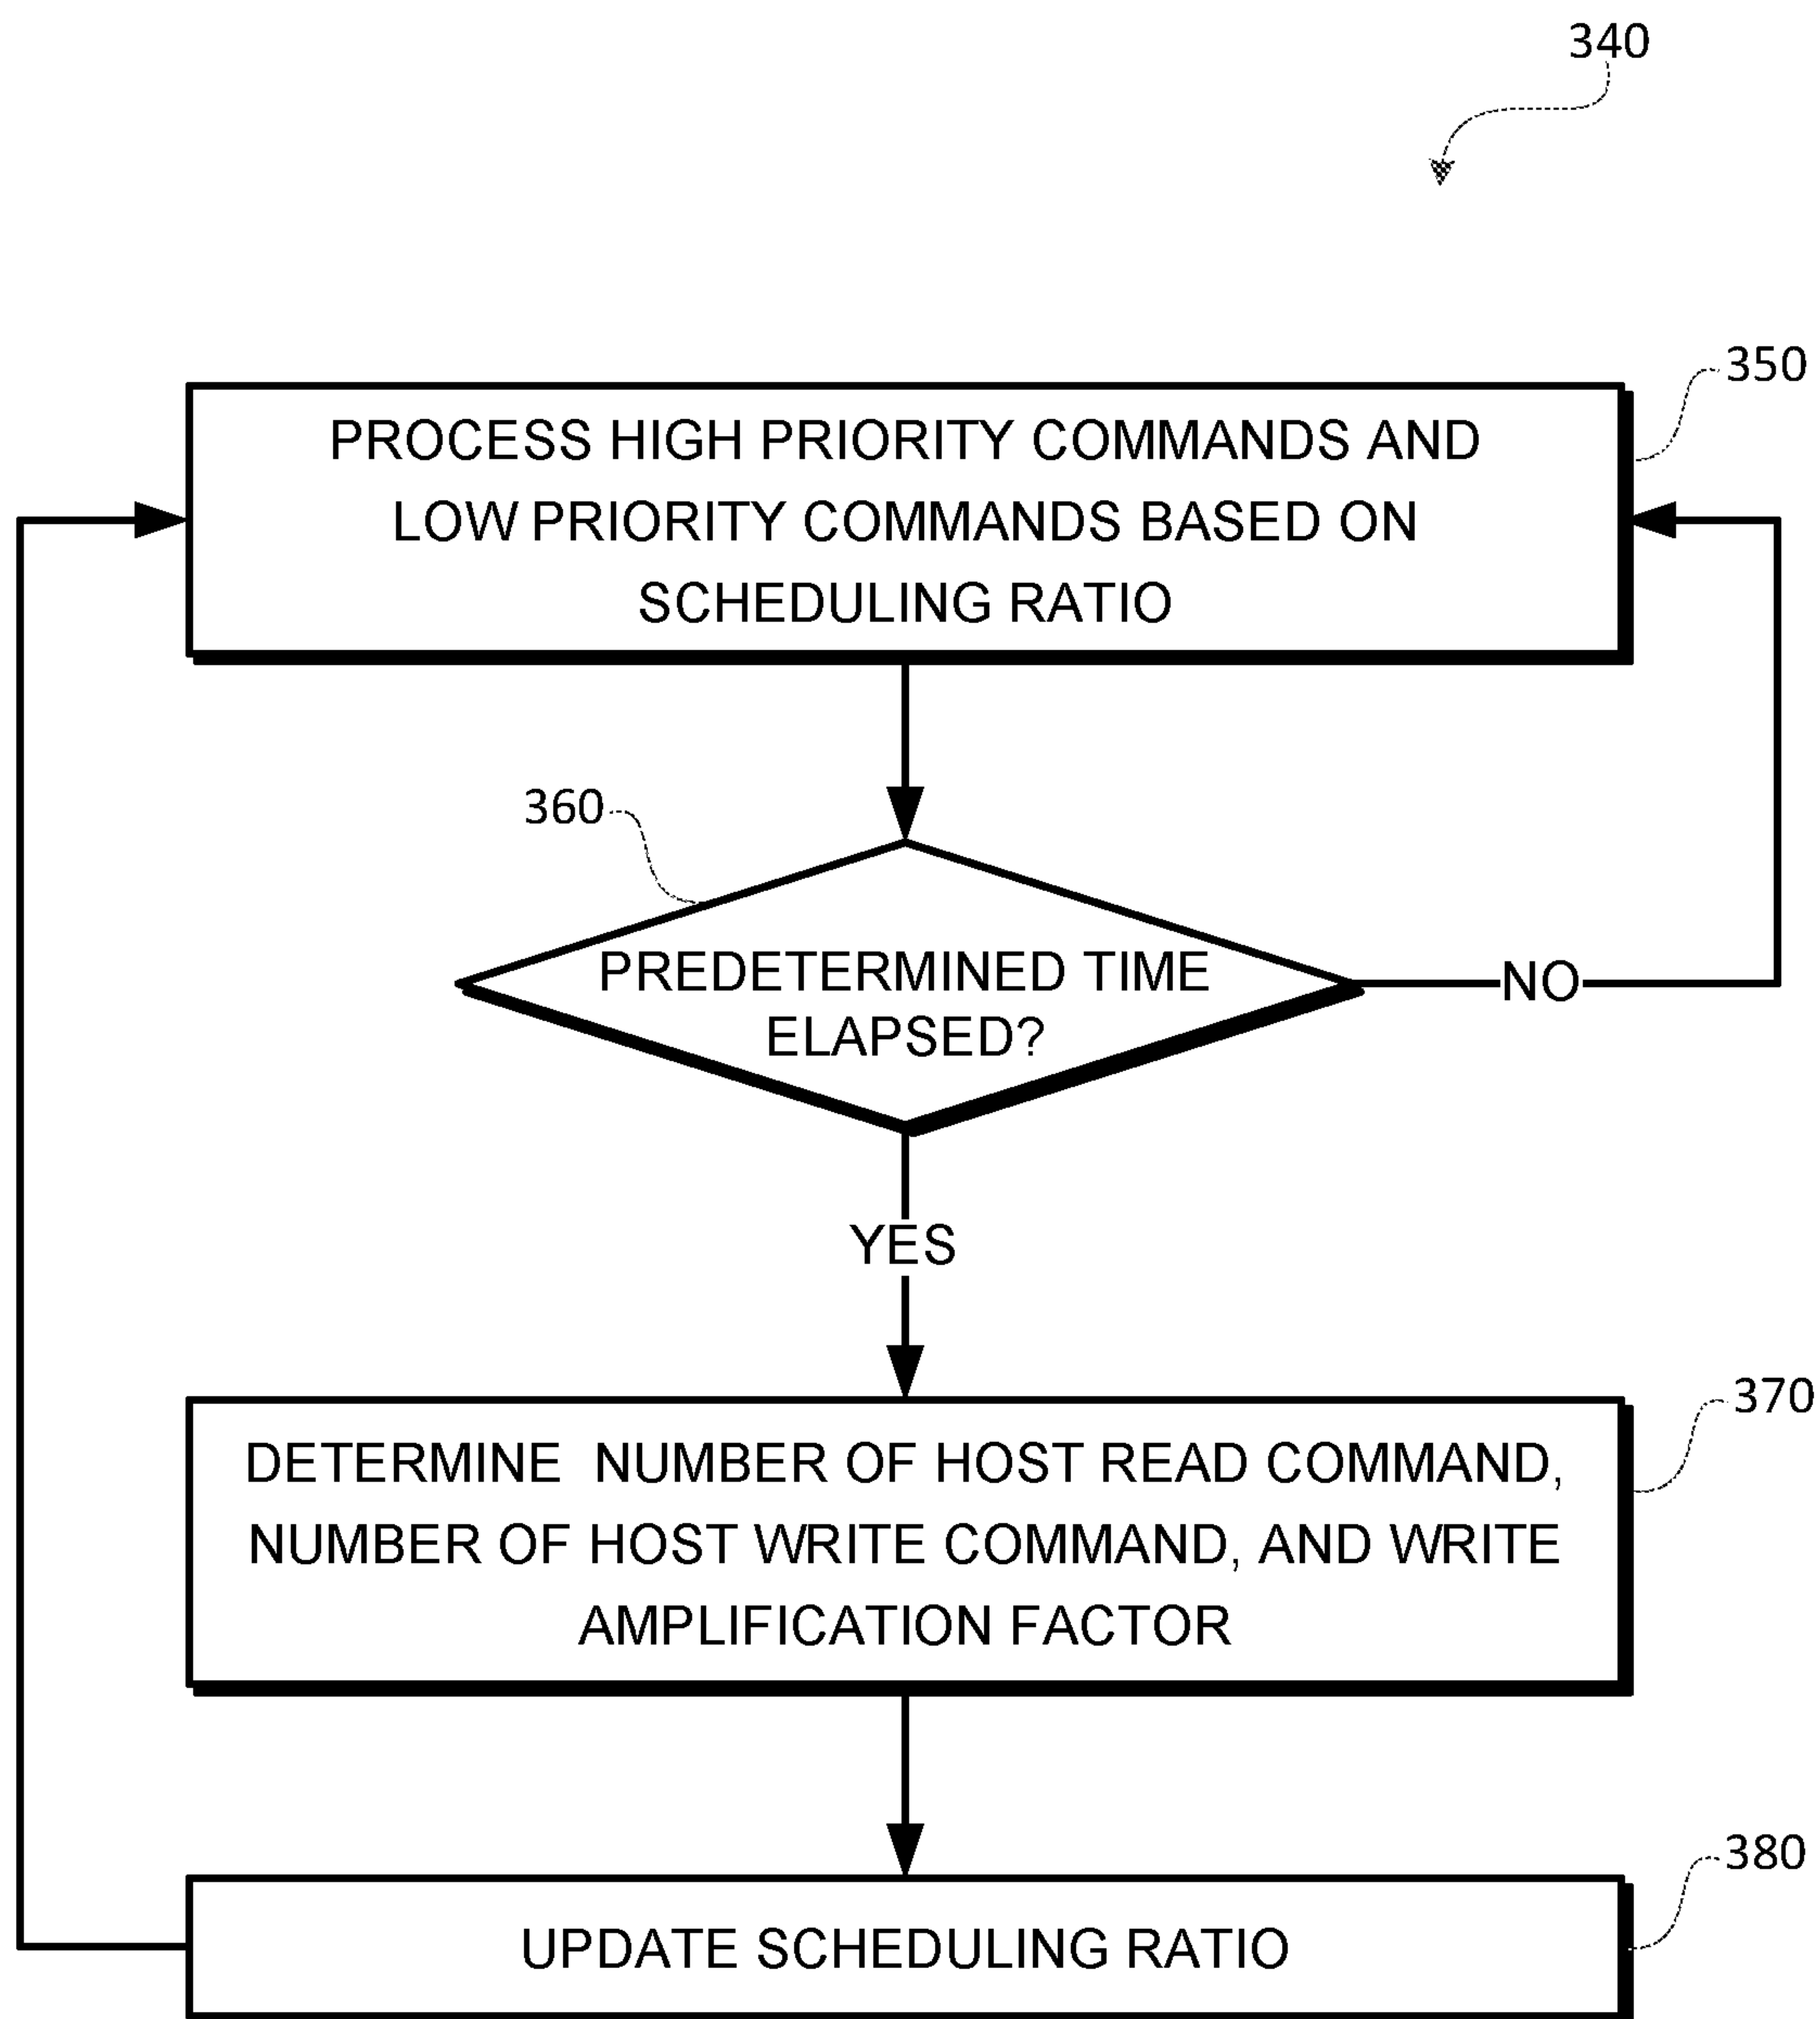 340
350
PROCESS HIGH PRIORITY COMMANDS AND
LOW PRIORITY COMMANDS BASED ON
SCHEDULING RATIO
360
PREDETERMINED TIME
ELAPSED?
NO
YES
370
DETERMINE NUMBER OF HOST READ COMMAND,
NUMBER OF HOST WRITE COMMAND, AND WRITE
AMPLIFICATION FACTOR
380
UPDATE SCHEDULING RATIO